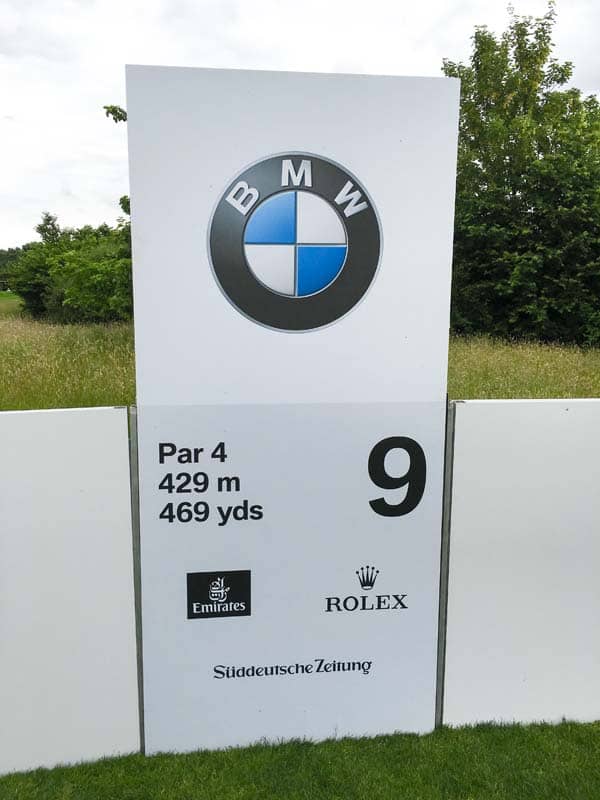 BMW
Par 4
429 m
469 yds
9
Emirates
ROLEX
Süddeutsche Zeitung